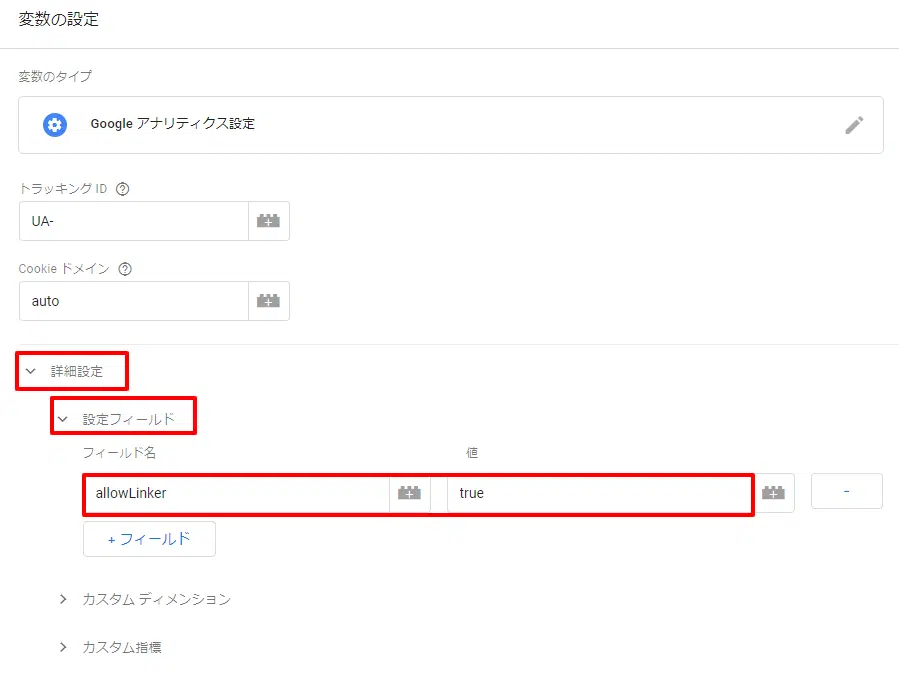 変数の設定
変数のタイプ
Google アナリティクス設定
トラッキング ID
UA-
Cookie ドメイン
auto
詳細設定
設定フィールド
フィールド名 値
allowLinker true -
+ フィールド
カスタム ディメンション
カスタム指標